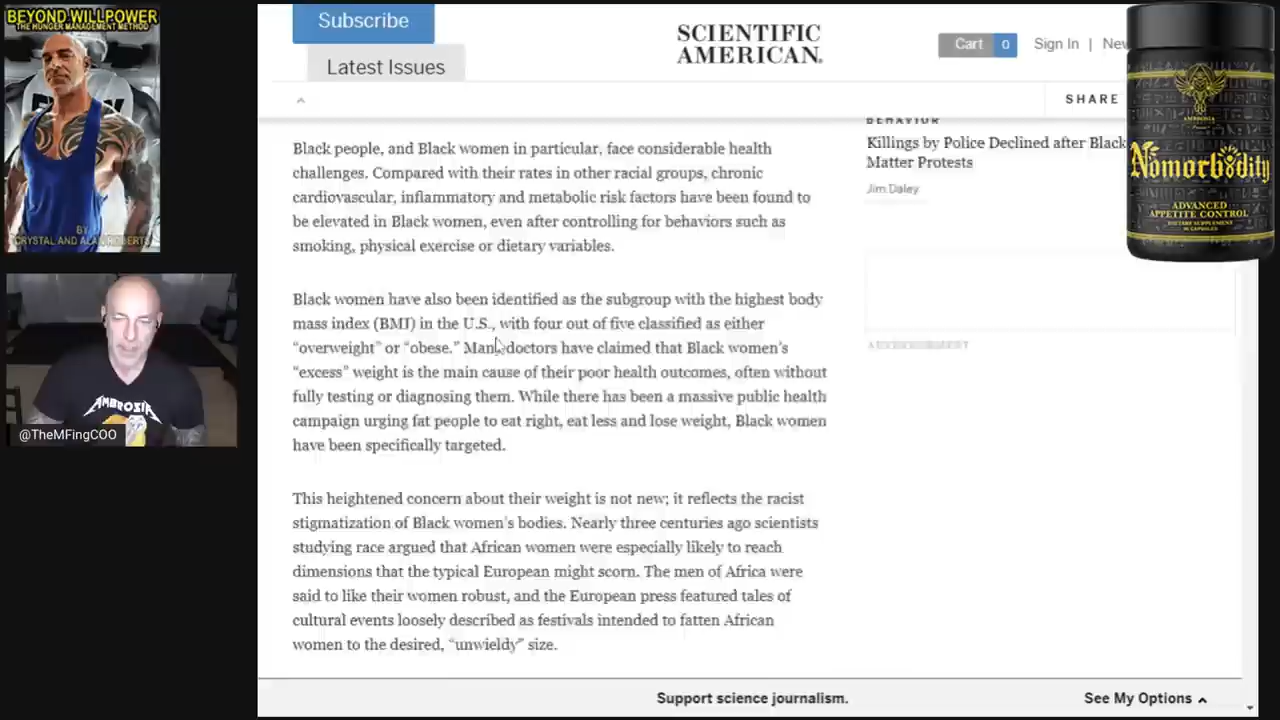 BEYOND WILLPOWER
THE HUNGER MANAGEMENT METHOD
BY
CRYSTAL AND ALAN ROBERTS
AMBROSIA
@TheMFingCOO
Subscribe
Latest Issues
SCIENTIFIC
AMERICAN.
Cart 0
Sign In |
SHARE
Black people, and Black women in particular, face considerable health
challenges. Compared with their rates in other racial groups, chronic
cardiovascular, inflammatory and metabolic risk factors have been found to
be elevated in Black women, even after controlling for behaviors such as
smoking, physical exercise or dietary variables.
Black women have also been identified as the subgroup with the highest body
mass index (BMI) in the U.S., with four out of five classified as either
“overweight” or “obese.” Many doctors have claimed that Black women’s
“excess” weight is the main cause of their poor health outcomes, often without
fully testing or diagnosing them. While there has been a massive public health
campaign urging fat people to eat right, eat less and lose weight, Black women
have been specifically targeted.
This heightened concern about their weight is not new; it reflects the racist
stigmatization of Black women’s bodies. Nearly three centuries ago scientists
studying race argued that African women were especially likely to reach
dimensions that the typical European might scorn. The men of Africa were
said to like their women robust, and the European press featured tales of
cultural events loosely described as festivals intended to fatten African
women to the desired, “unwieldy” size.
BEHAVIOR
Killings by Police Declined after Black
Matter Protests
Jim Daley
ADVERTISEMENT
AMBROSIA
Nomorbidity
ADVANCED
APPETITE CONTROL
DIETARY SUPPLEMENT
Support science journalism.
See My Options